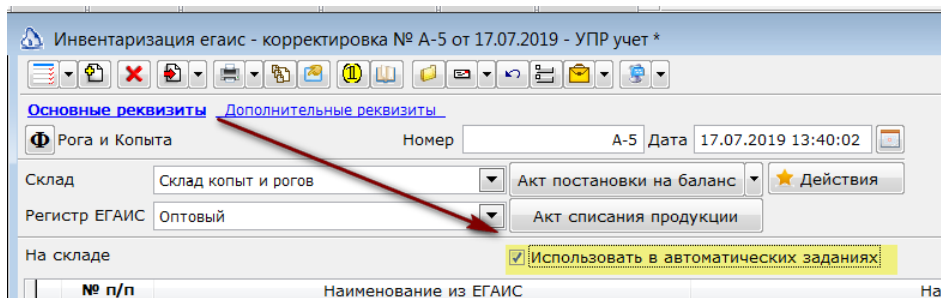 Инвентаризация егаис - корректировка № А-5 от 17.07.2019 - УПР учет *
Основные реквизиты Дополнительные реквизиты
Ф Рога и Копыта Номер А-5 Дата 17.07.2019 13:40:02
Склад Склад копыт и рогов Акт постановки на баланс Действия
Регистр ЕГАИС Оптовый Акт списания продукции
На складе Использовать в автоматических заданиях
№ п/п Наименование из ЕГАИС На